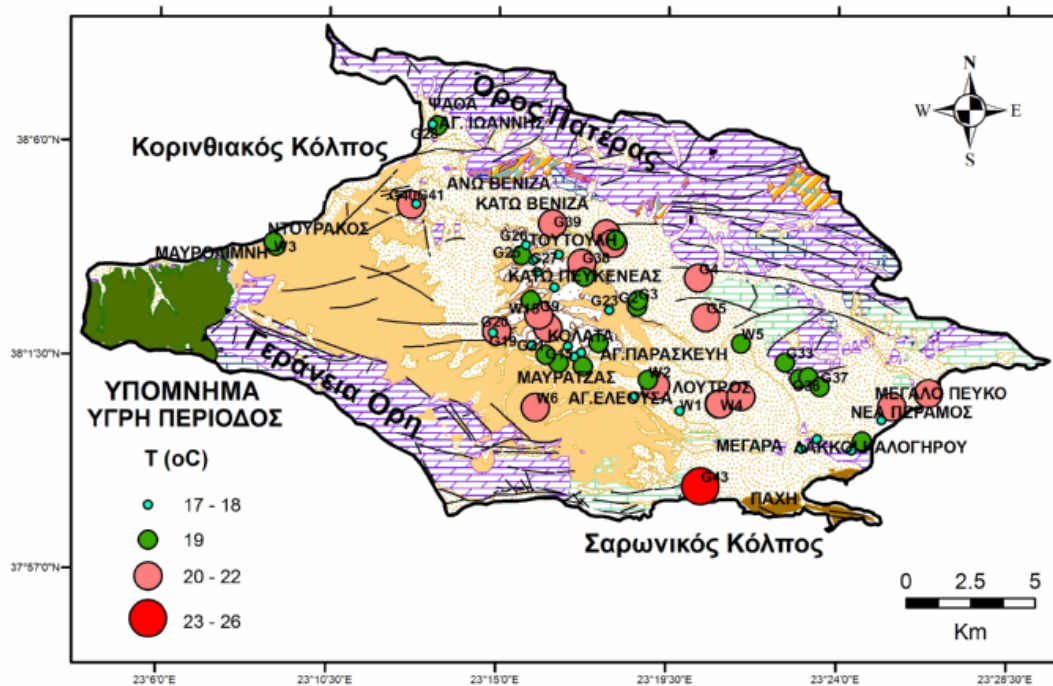 N
W E
S
Όρος Πατέρας
ΨΑΘΑ
ΑΓ. ΙΩΑΝΝΗΣ
G28
38°6'0"N
Κορινθιακός Κόλπος
ΑΝΩ ΒΕΝΙΖΑ
G40 G41
ΚΑΤΩ ΒΕΝΙΖΑ
G39
ΝΤΟΥΡΑΚΟΣ
W3
ΜΑΥΡΟΛΙΜΝΗ
G26
ΤΟΥΤΟΥΛΗ
G25
G27
G38
ΚΑΤΩ ΠΕΥΚΕΝΕΑΣ
G4
G23
G3
G5
G20
G19
ΚΟΛΑΤΑ
W5
38°1'30"N
ΑΓ.ΠΑΡΑΣΚΕΥΗ
G33
Γεράνεια Όρη
ΜΑΥΡΑΤΖΑΣ
W2
G37
ΥΠΟΜΝΗΜΑ
ΥΓΡΗ ΠΕΡΙΟΔΟΣ
W6
ΑΓ.ΕΛΕΟΥΣΑ
ΛΟΥΤΡΟΣ
W1
W4
ΜΕΓΑΛΟ ΠΕΥΚΟ
ΝΕΑ ΠΕΡΑΜΟΣ
ΜΕΓΑΡΑ
ΛΑΚΚΟΙ ΚΑΛΟΓΗΡΟΥ
T (oC)
17 - 18
19
20 - 22
23 - 26
G43
ΠΑΧΗ
Σαρωνικός Κόλπος
37°57'0"N
0 2.5 5
Km
23°6'0"E 23°10'30"E 23°15'0"E 23°19'30"E 23°24'0"E 23°28'30"E